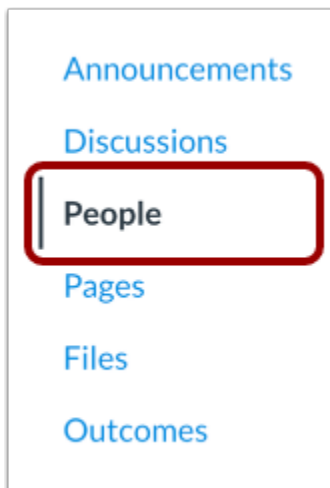 Announcements
Discussions
People
Pages
Files
Outcomes